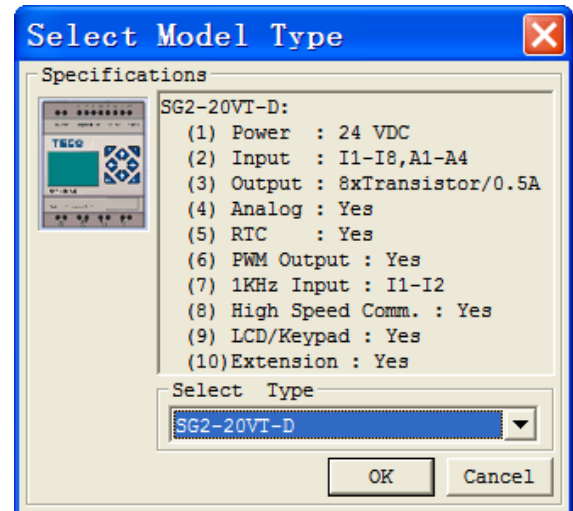 Select Model Type
Specifications
TECO
SG2-20VT-D:
(1) Power : 24 VDC
(2) Input : I1-I8,A1-A4
(3) Output : 8xTransistor/0.5A
(4) Analog : Yes
(5) RTC : Yes
(6) PWM Output : Yes
(7) 1KHz Input : I1-I2
(8) High Speed Comm. : Yes
(9) LCD/Keypad : Yes
(10)Extension : Yes
Select Type
SG2-20VT-D
OK Cancel